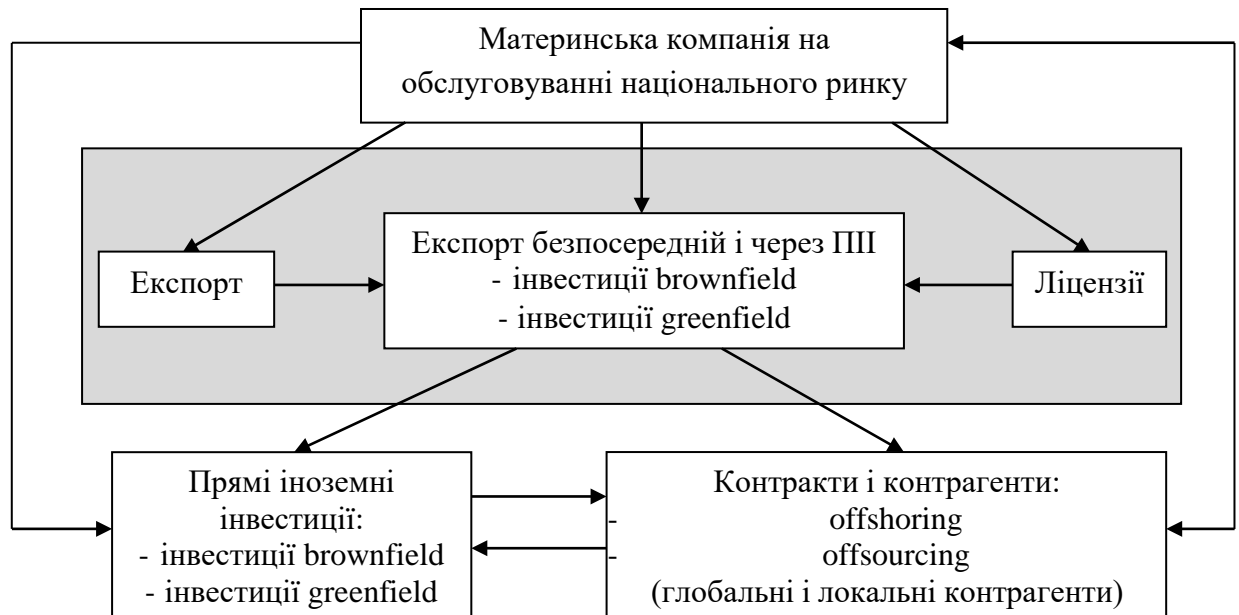 Материнська компанія на
обслуговуванні національного ринку
Експорт
Експорт безпосередній і через ПІІ
- інвестиції brownfield
- інвестиції greenfield
Ліцензії
Прямі іноземні
інвестиції:
- інвестиції brownfield
- інвестиції greenfield
Контракти і контрагенти:
- offshoring
- offsourcing
(глобальні і локальні контрагенти)